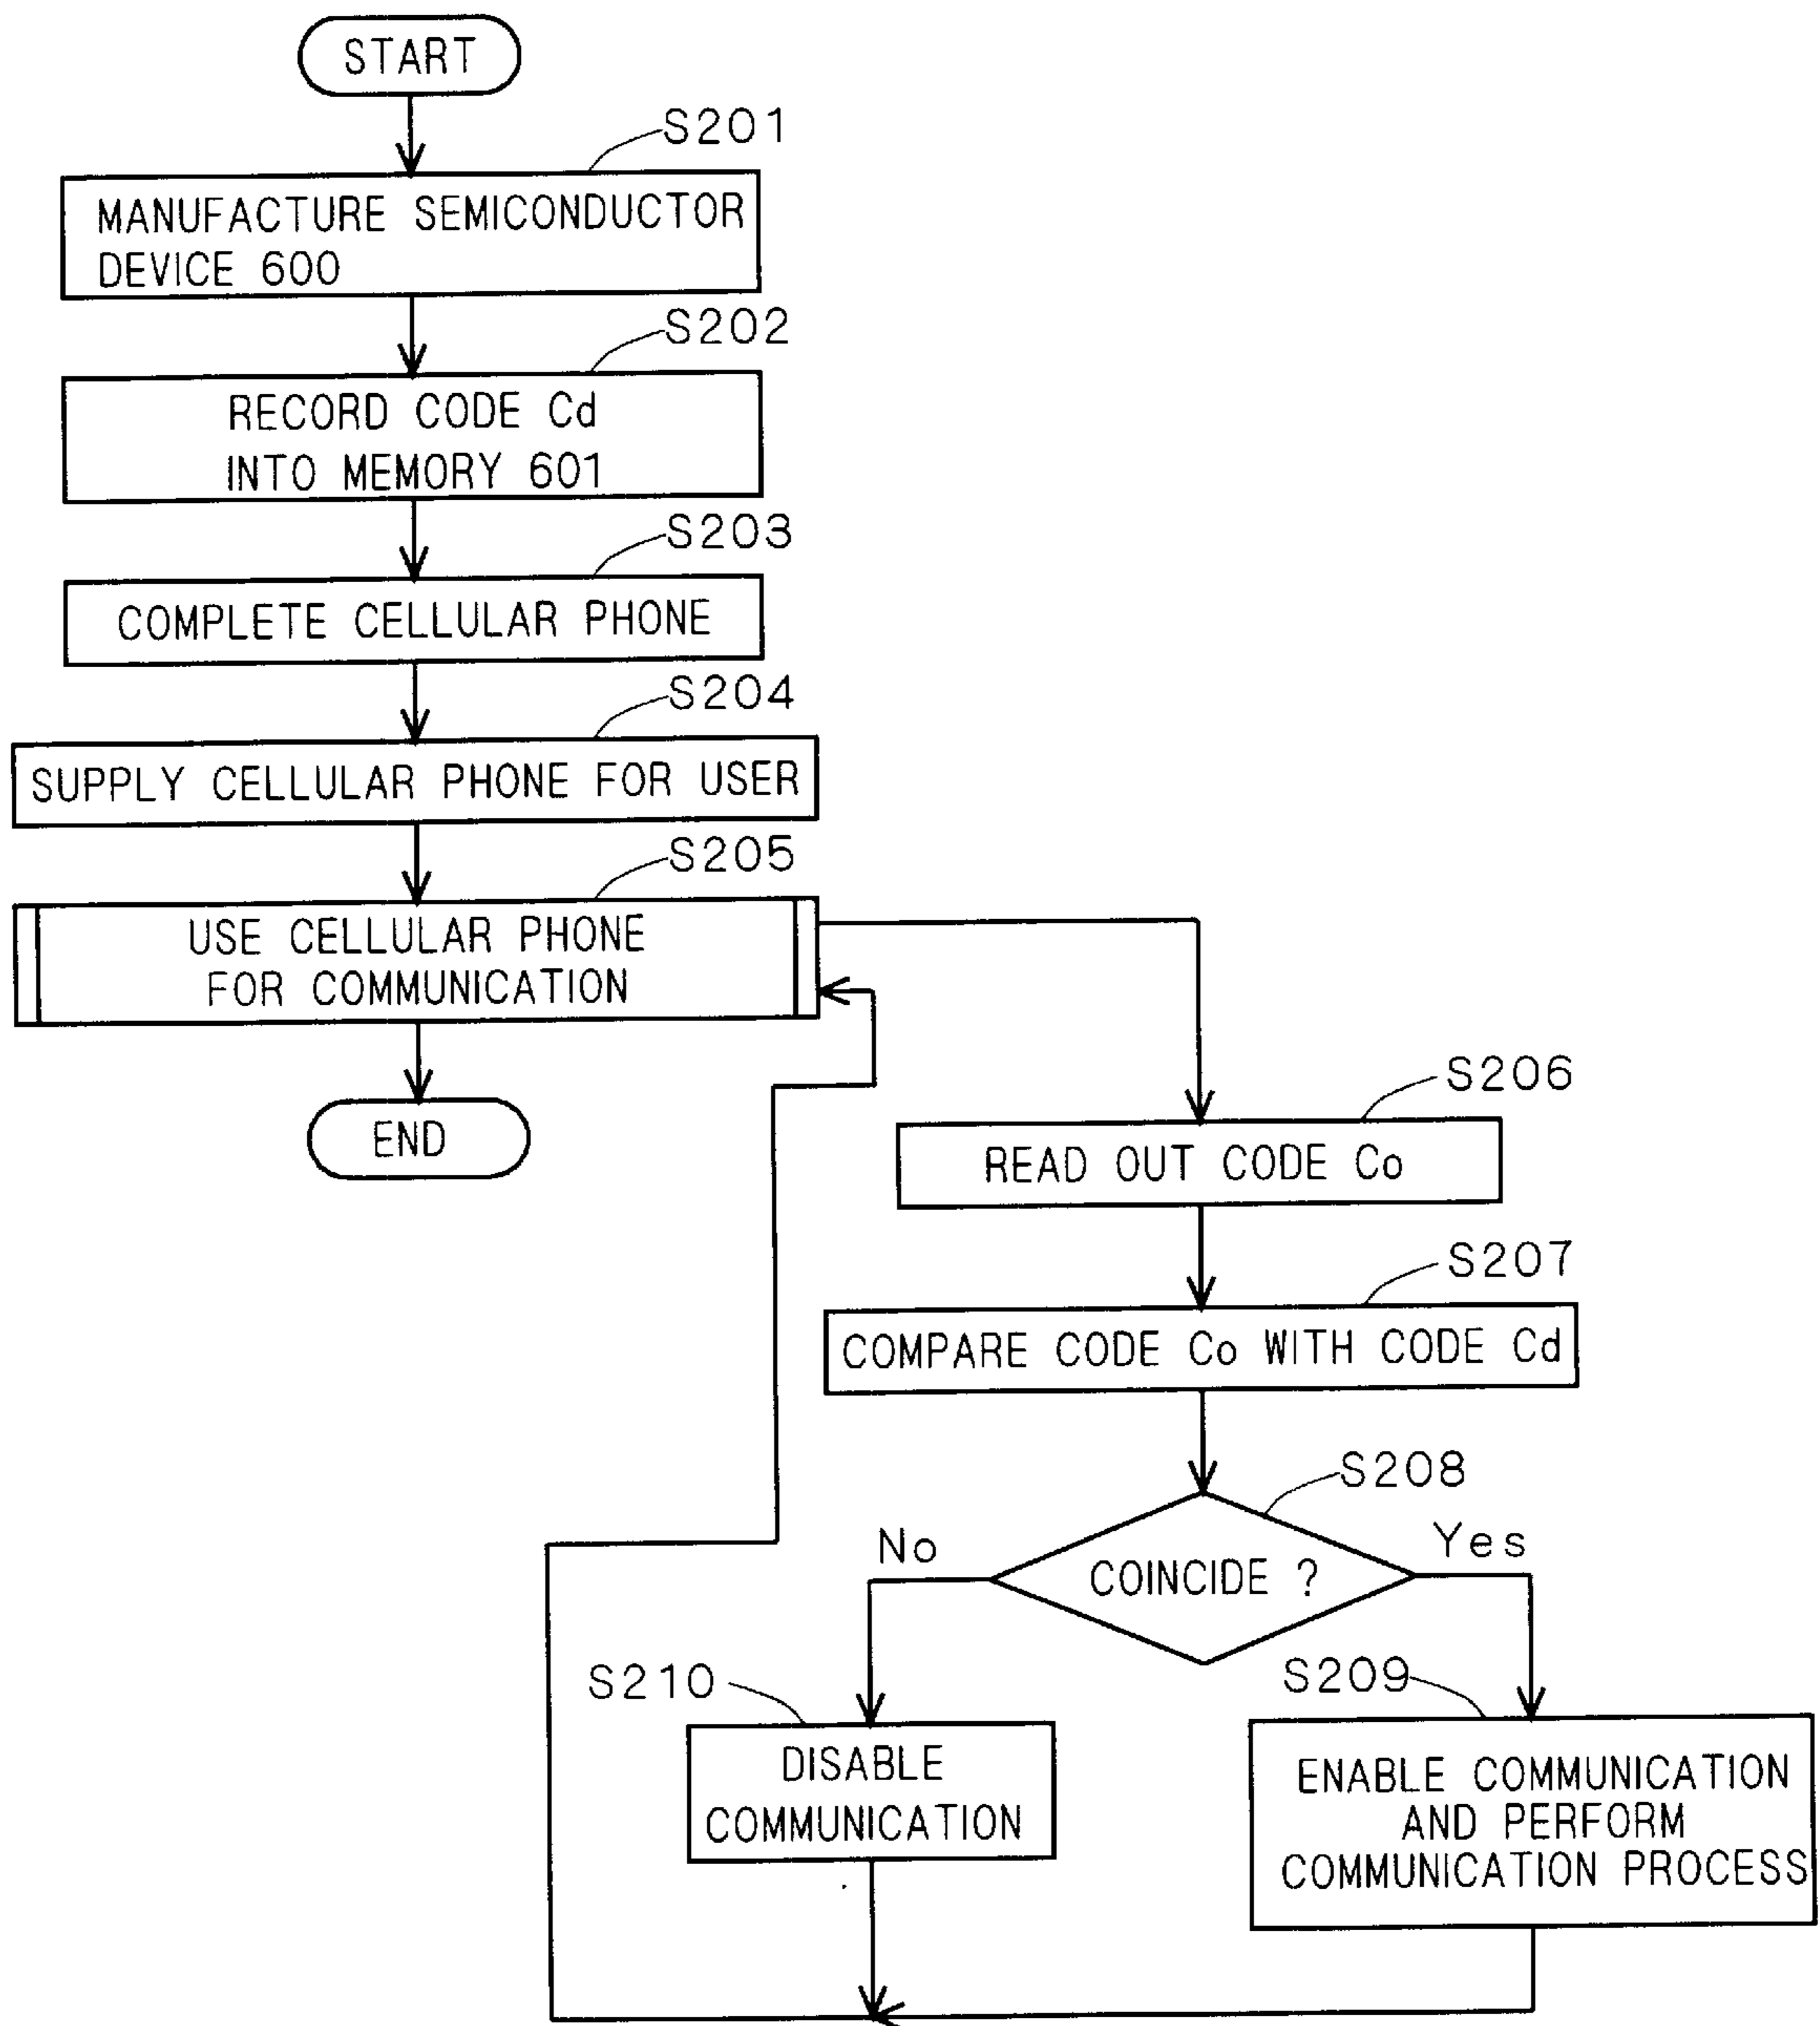 START
S201
MANUFACTURE SEMICONDUCTOR
DEVICE 600
S202
RECORD CODE Cd
INTO MEMORY 601
S203
COMPLETE CELLULAR PHONE
S204
SUPPLY CELLULAR PHONE FOR USER
S205
USE CELLULAR PHONE
FOR COMMUNICATION
END
S206
READ OUT CODE Co
S207
COMPARE CODE Co WITH CODE Cd
S208
No
Yes
COINCIDE ?
S210
DISABLE
COMMUNICATION
S209
ENABLE COMMUNICATION
AND PERFORM
COMMUNICATION PROCESS